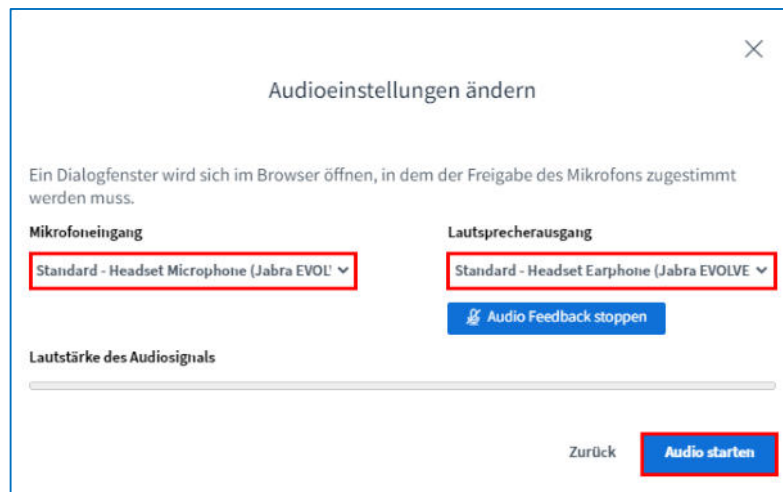 Audioeinstellungen ändern
Ein Dialogfenster wird sich im Browser öffnen, in dem der Freigabe des Mikrofons zugestimmt
werden muss.
Mikrofoneingang
Lautsprecherausgang
Standard - Headset Microphone (Jabra EVOL'
Standard - Headset Earphone (Jabra EVOLVE
Audio Feedback stoppen
Lautstärke des Audiosignals
Zurück
Audio starten